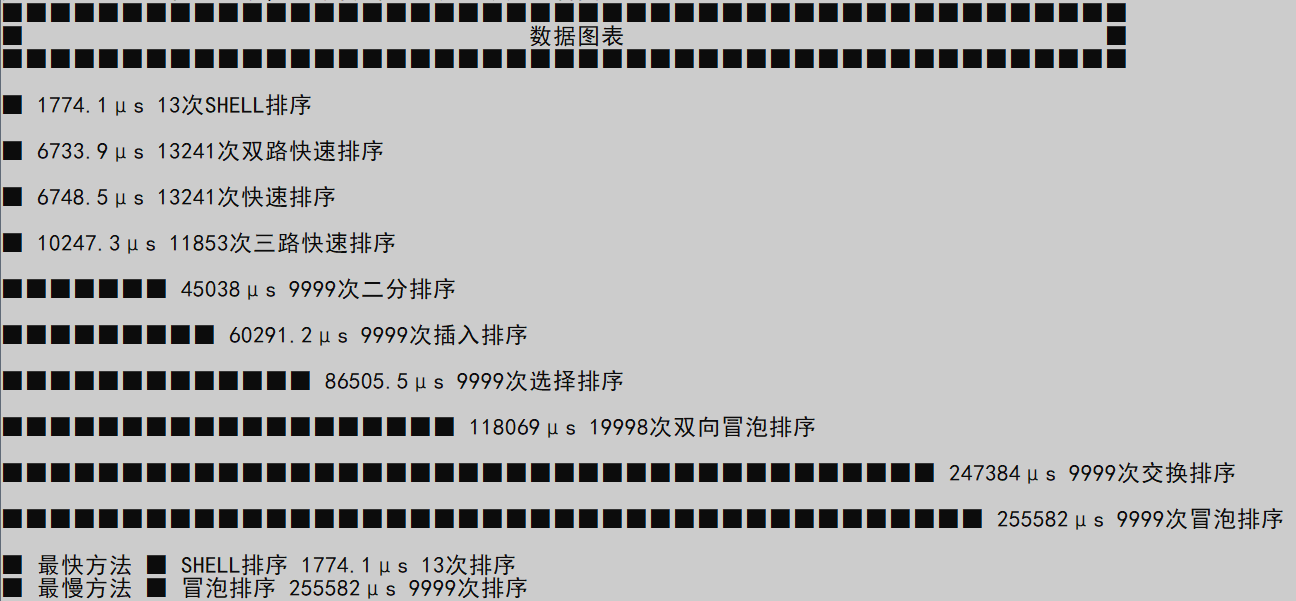 数据图表
1774.1μs 13次SHELL排序
6733.9μs 13241次双路快速排序
6748.5μs 13241次快速排序
10247.3μs 11853次三路快速排序
45038μs 9999次二分排序
60291.2μs 9999次插入排序
86505.5μs 9999次选择排序
118069μs 19998次双向冒泡排序
247384μs 9999次交换排序
255582μs 9999次冒泡排序
最快方法 ■ SHELL排序 1774.1μs 13次排序
最慢方法 ■ 冒泡排序 255582μs 9999次排序